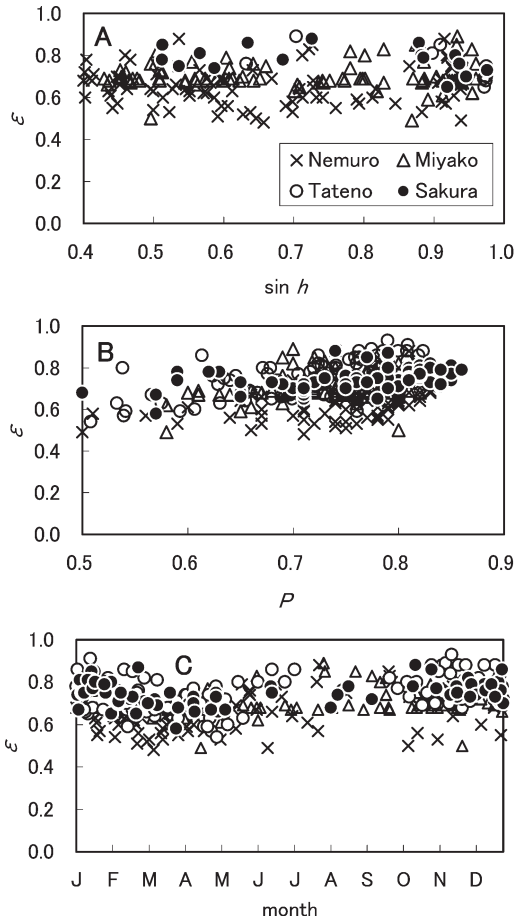 1.0
A
0.8
0.6
ε
0.4
× Nemuro △ Miyako
0.2
○ Tateno ● Sakura
0.0
0.4 0.5 0.6 0.7 0.8 0.9 1.0
sin h
1.0
B
0.8
0.6
ε
0.4
0.2
0.0
0.5 0.6 0.7 0.8 0.9
P
1.0
C
0.8
0.6
ε
0.4
0.2
0.0
J F M A M J J A S O N D
month